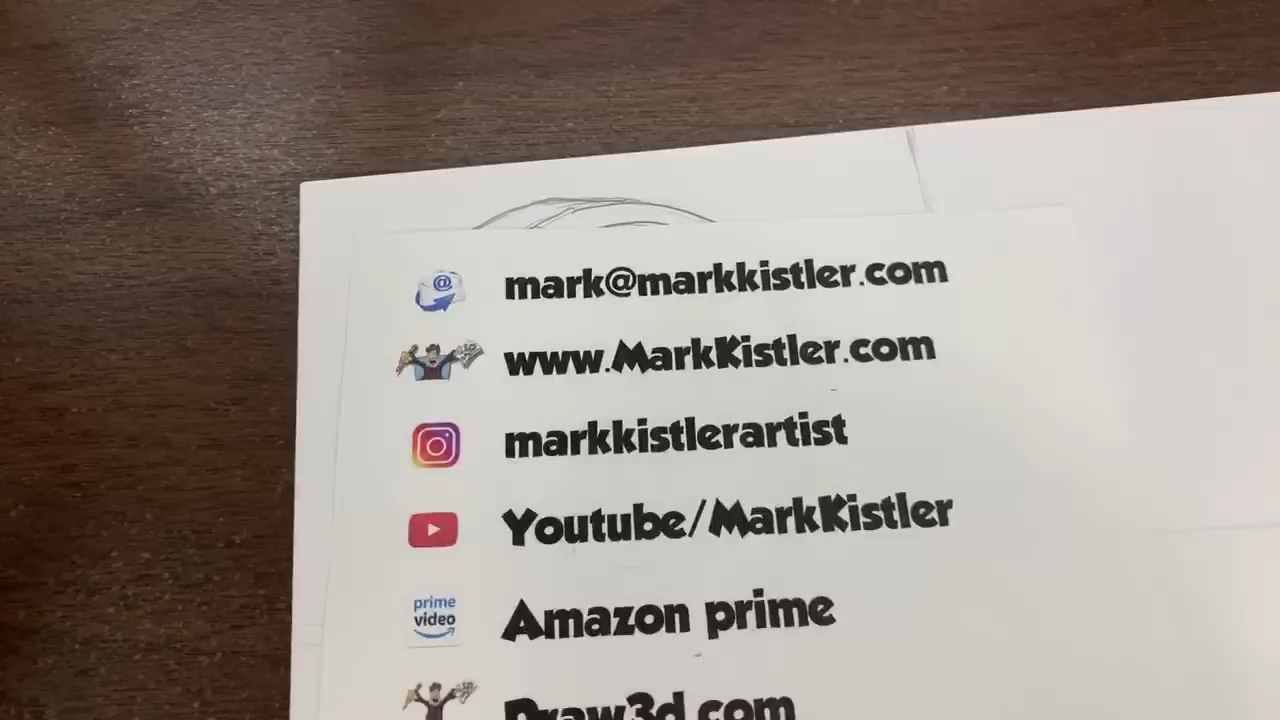 mark@markkistler.com
www.MarkKistler.com
markkistlerartist
Youtube/MarkKistler
prime video
Amazon prime
Draw3d.com